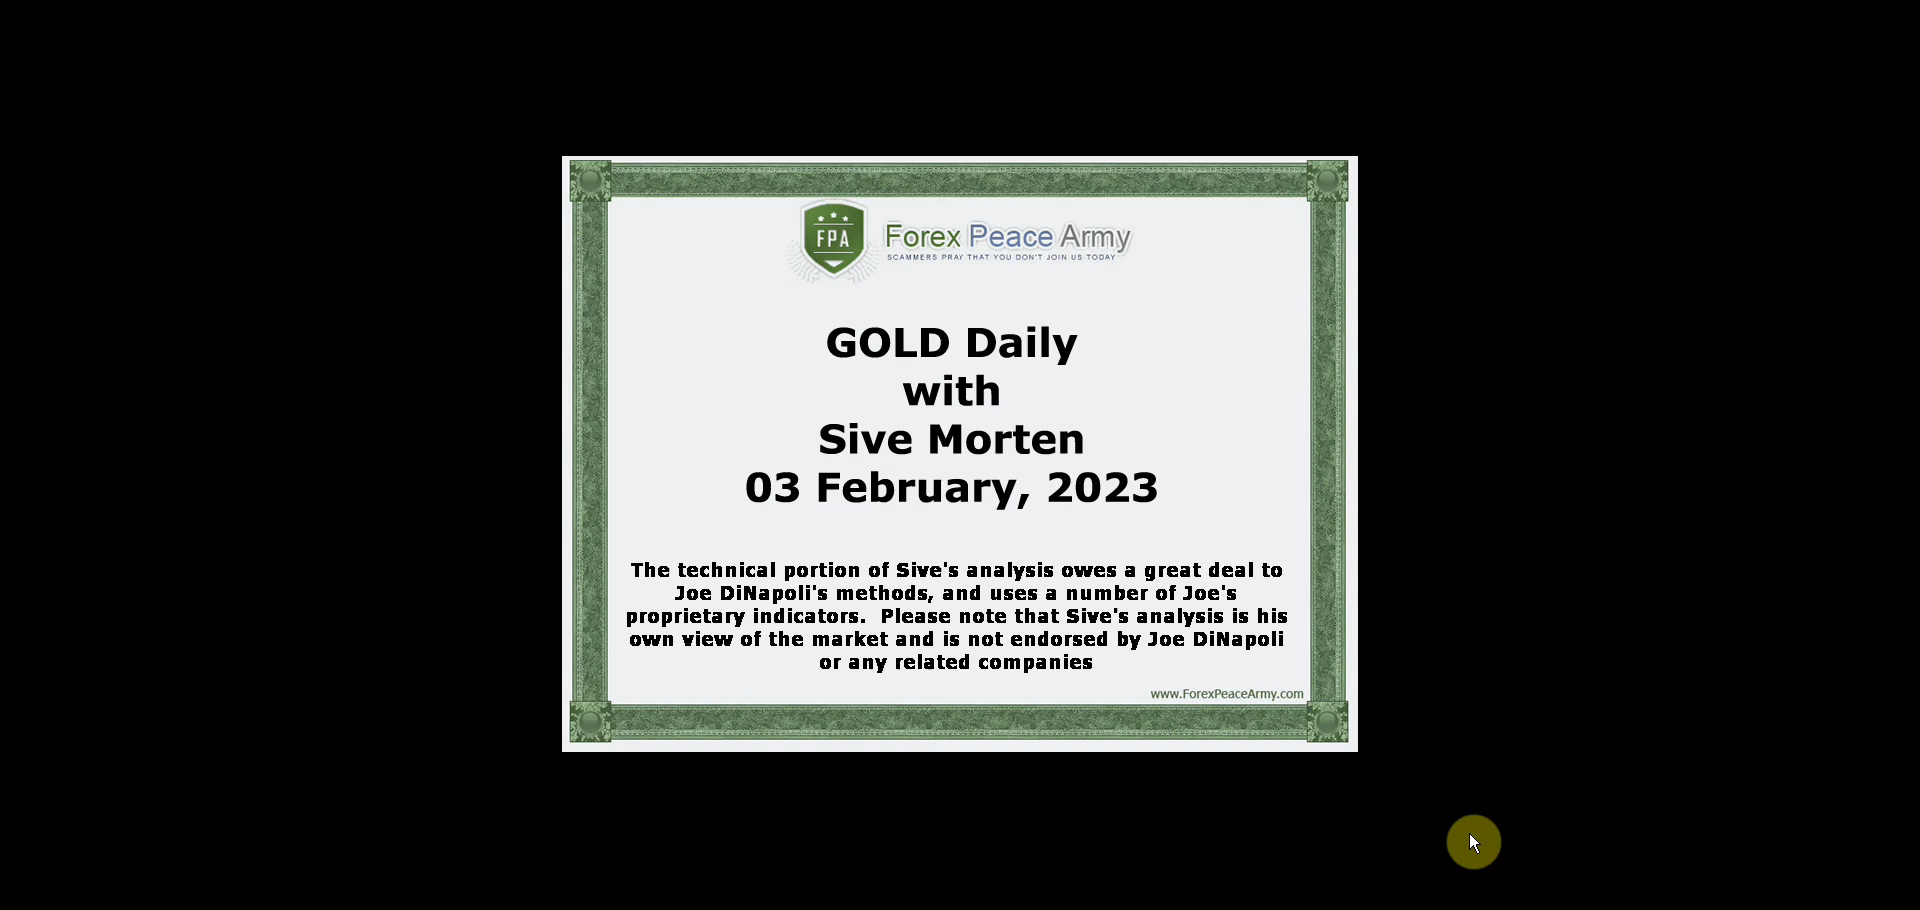 FPA
Forex Peace Army
SCAMMERS PRAY THAT YOU DON'T JOIN US TODAY
GOLD Daily
with
Sive Morten
03 February, 2023
The technical portion of Sive's analysis owes a great deal to
Joe DiNapoli's methods, and uses a number of Joe's
proprietary indicators.  Please note that Sive's analysis is his
own view of the market and is not endorsed by Joe DiNapoli
or any related companies
www.ForexPeaceArmy.com